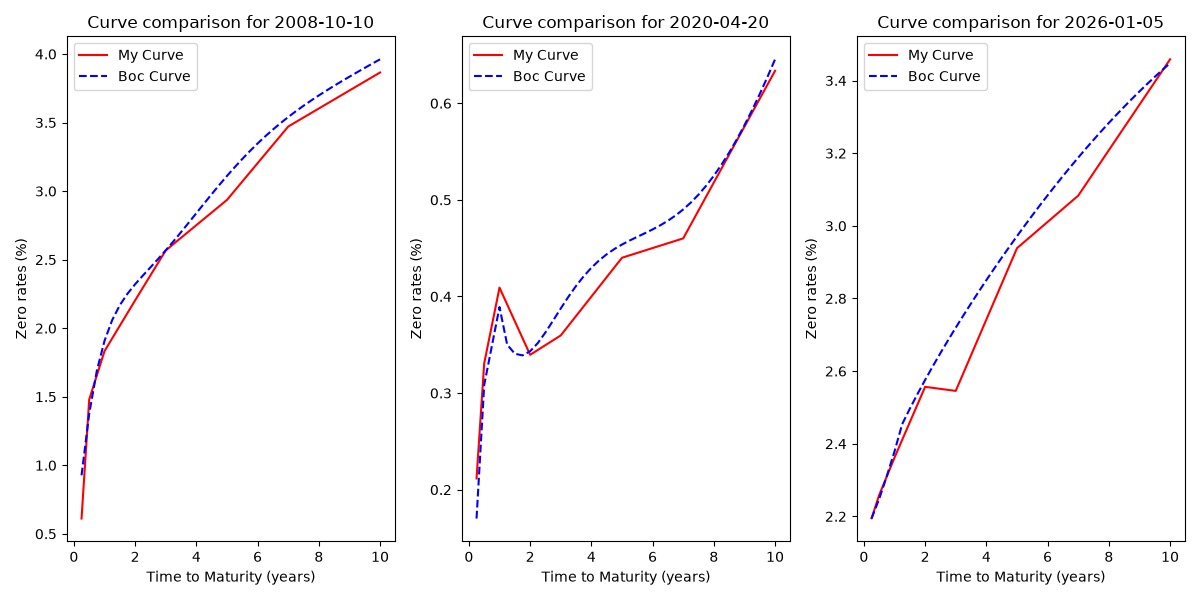 Curve comparison for 2008-10-10
My Curve
Boc Curve
4.0
3.5
3.0
2.5
2.0
1.5
1.0
0.5
Zero rates (%)
0 2 4 6 8 10
Time to Maturity (years)
Curve comparison for 2020-04-20
My Curve
Boc Curve
0.6
0.5
0.4
0.3
0.2
Zero rates (%)
0 2 4 6 8 10
Time to Maturity (years)
Curve comparison for 2026-01-05
My Curve
Boc Curve
3.4
3.2
3.0
2.8
2.6
2.4
2.2
Zero rates (%)
0 2 4 6 8 10
Time to Maturity (years)